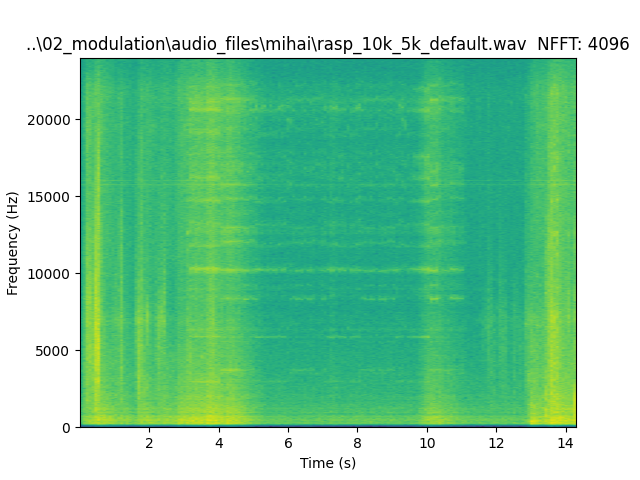 ..\02_modulation\audio_files\mihai\rasp_10k_5k_default.wav  NFFT: 4096
Frequency (Hz)
20000
15000
10000
5000
0
2 4 6 8 10 12 14
Time (s)